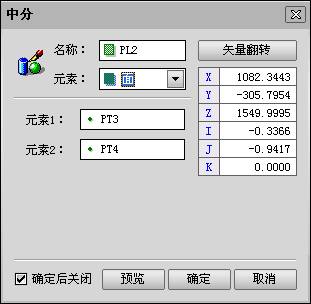 中分
名称： PL2 矢量翻转
元素： 面
元素1： PT3
元素2： PT4
X 1082.3443
Y -305.7954
Z 1549.9995
I -0.3366
J -0.9417
K 0.0000
确定后关闭 预览 确定 取消